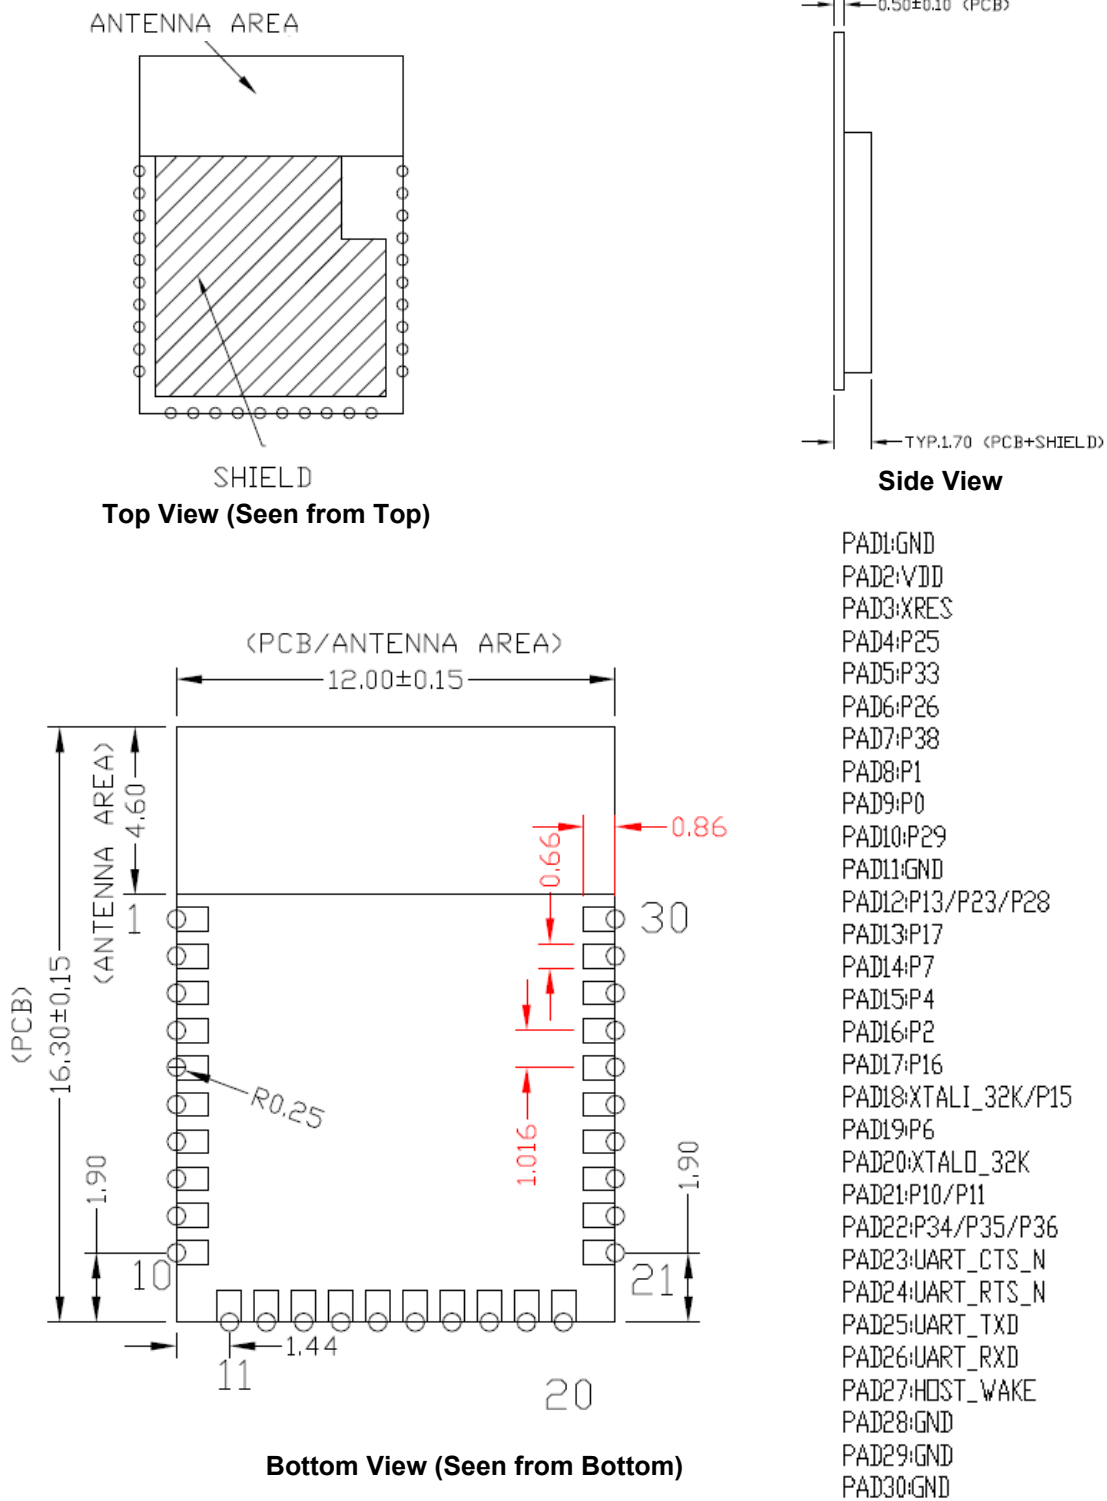 ANTENNA AREA
SHIELD
Top View (Seen from Top)
0.50±0.10 (PCB)
TYP.1.70 (PCB+SHIELD)
Side View
(PCB/ANTENNA AREA)
12.00±0.15
(PCB)
16.30±0.15
(ANTENNA AREA)
4.60
0.86
0.66
1
30
R0.25
1.016
1.90
1.90
10
21
1.44
11
20
Bottom View (Seen from Bottom)
PAD1:GND
PAD2:VDD
PAD3:XRES
PAD4:P25
PAD5:P33
PAD6:P26
PAD7:P38
PAD8:P1
PAD9:P0
PAD10:P29
PAD11:GND
PAD12:P13/P23/P28
PAD13:P17
PAD14:P7
PAD15:P4
PAD16:P2
PAD17:P16
PAD18:XTALI_32K/P15
PAD19:P6
PAD20:XTALO_32K
PAD21:P10/P11
PAD22:P34/P35/P36
PAD23:UART_CTS_N
PAD24:UART_RTS_N
PAD25:UART_TXD
PAD26:UART_RXD
PAD27:HOST_WAKE
PAD28:GND
PAD29:GND
PAD30:GND